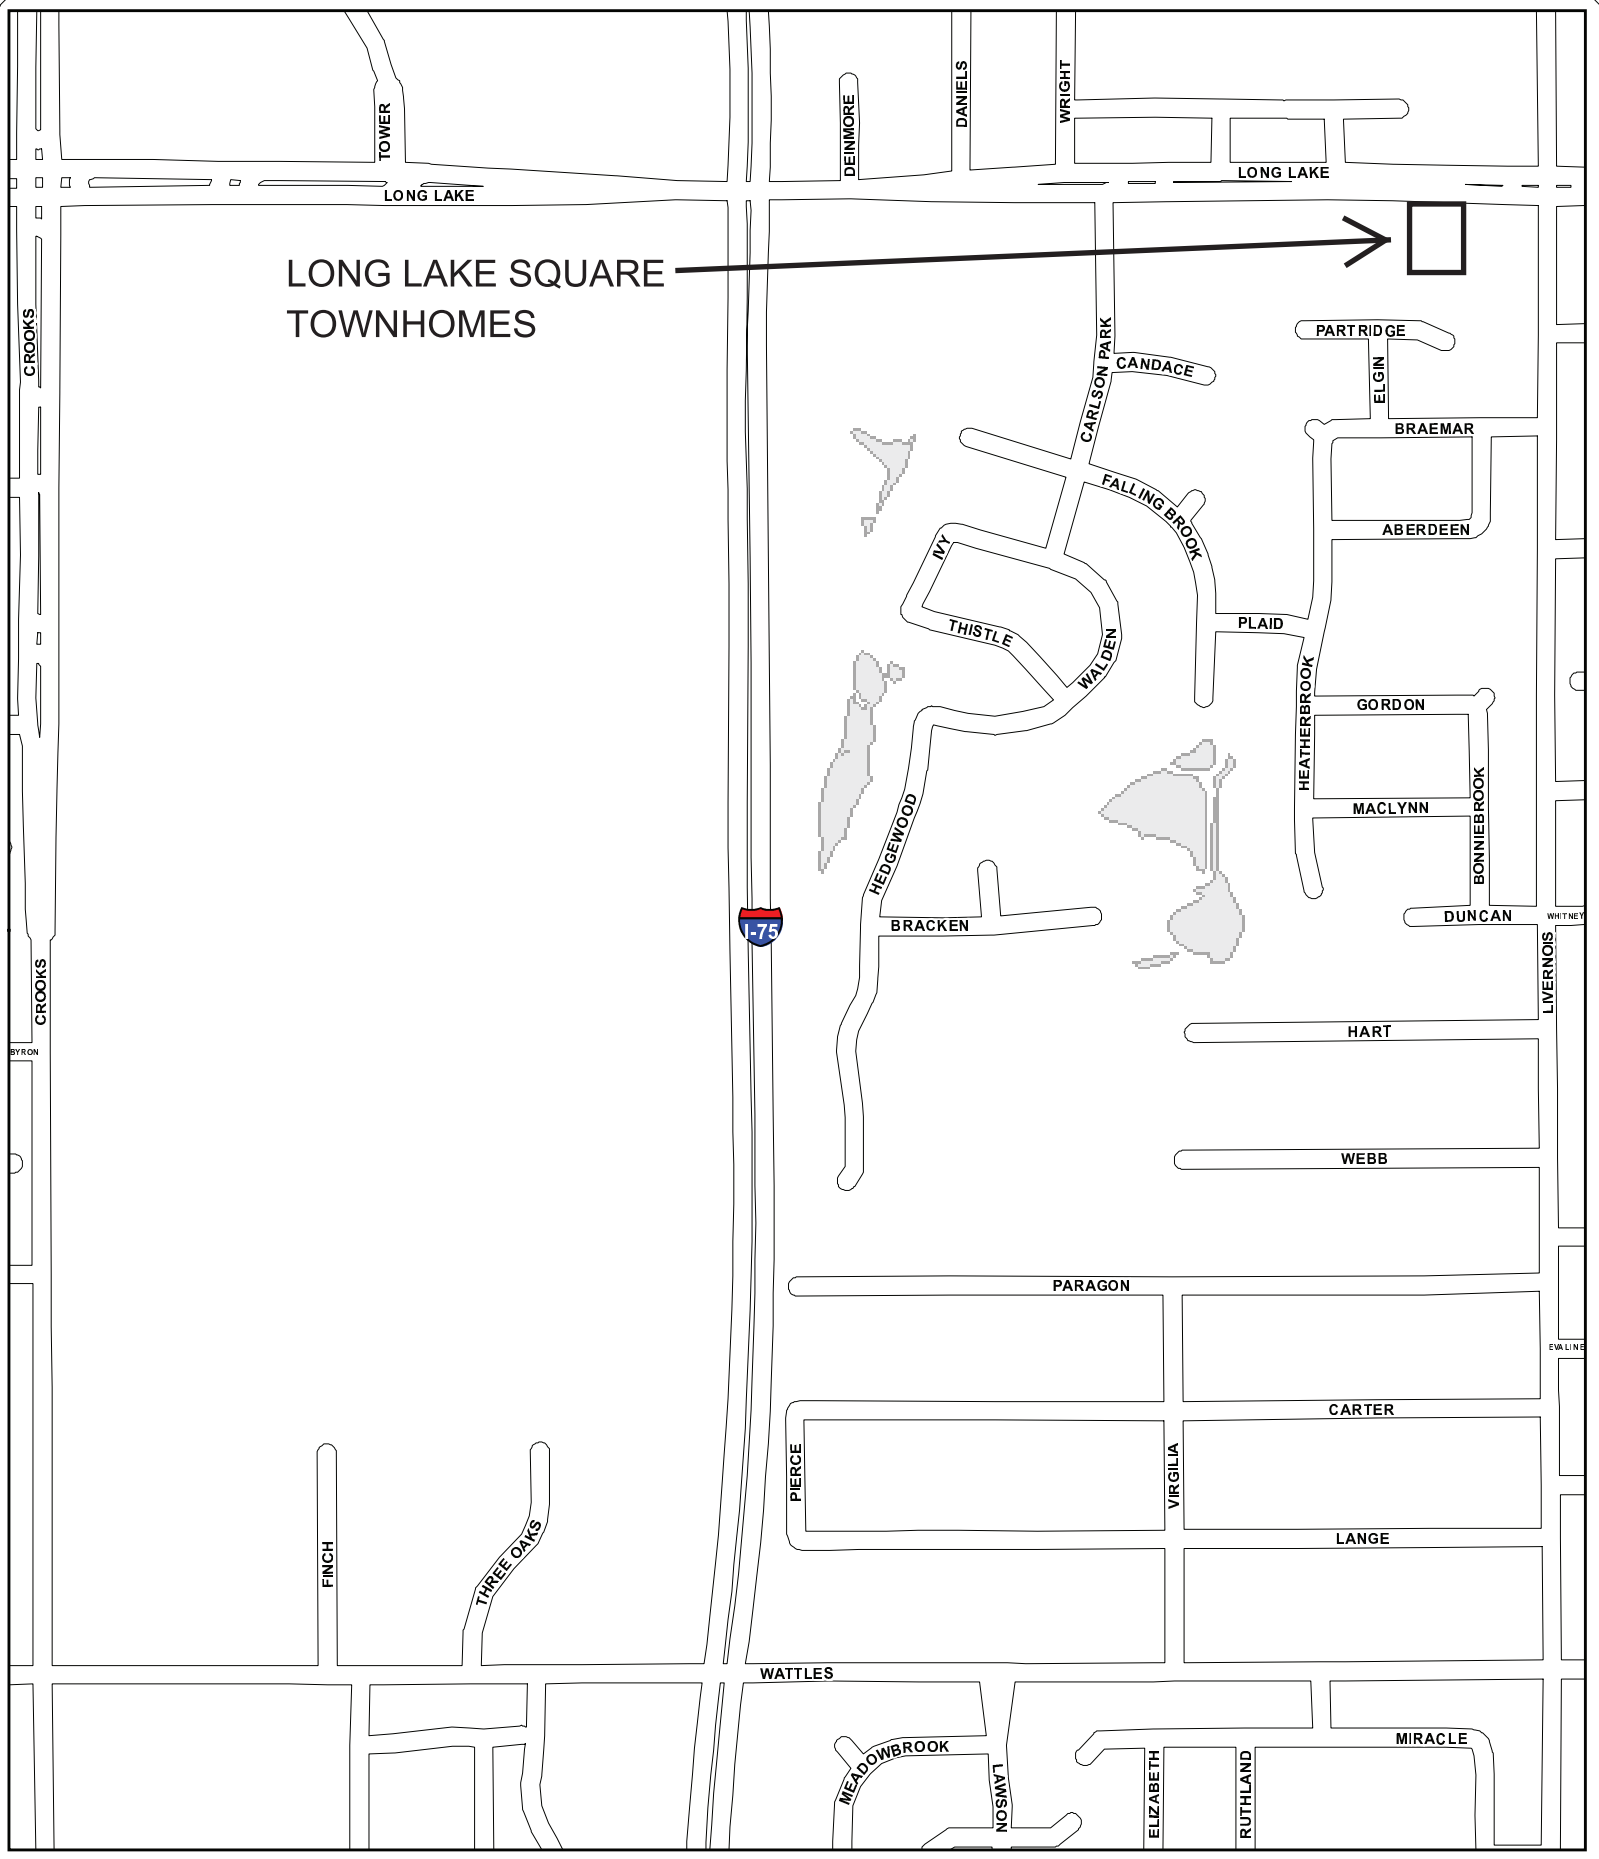 DANIELS
WRIGHT
TOWER
DEINMORE
LONG LAKE
LONG LAKE
LONG LAKE SQUARE
TOWNHOMES
CROOKS
PARTRIDGE
CARLSON PARK
CANDACE
ELGIN
BRAEMAR
FALLING BROOK
ABERDEEN
IVY
THISTLE
PLAID
WALDEN
HEATHERBROOK
GORDON
MACLYNN
BONNIEBROOK
HEDGEWOOD
DUNCAN
WHITNEY
BRACKEN
I-75
LIVERNOIS
CROOKS
HART
BYRON
WEBB
PARAGON
EVALINE
CARTER
PIERCE
VIRGILIA
LANGE
FINCH
THREE OAKS
WATTLES
MIRACLE
MEADOWBROOK
LAWSON
ELIZABETH
RUTHLAND